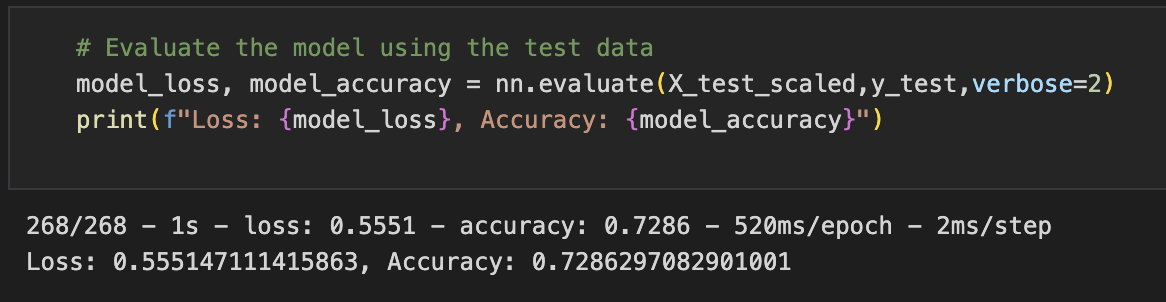 # Evaluate the model using the test data
model_loss, model_accuracy = nn.evaluate(X_test_scaled,y_test,verbose=2)
print(f"Loss: {model_loss}, Accuracy: {model_accuracy}")
268/268 - 1s - loss: 0.5551 - accuracy: 0.7286 - 520ms/epoch - 2ms/step
Loss: 0.555147111415863, Accuracy: 0.7286297082901001